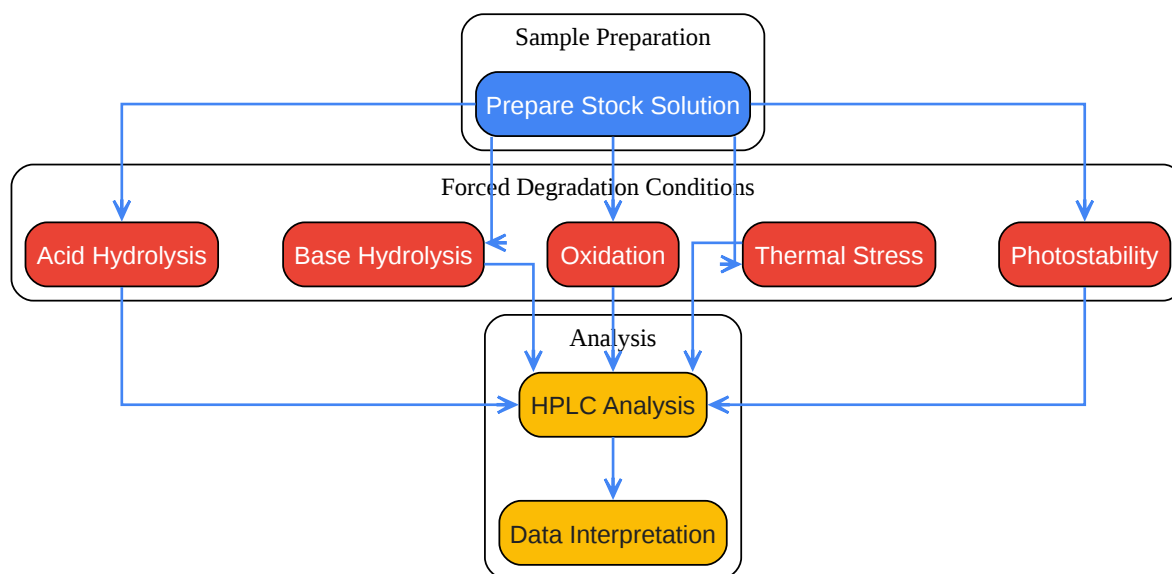 Sample Preparation
Prepare Stock Solution
Forced Degradation Conditions
Acid Hydrolysis
Base Hydrolysis
Oxidation
Thermal Stress
Photostability
Analysis
HPLC Analysis
Data Interpretation